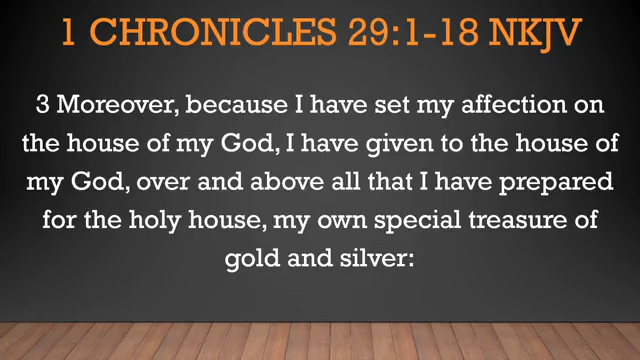 1 CHRONICLES 29:1-18 NKJV
3 Moreover, because I have set my affection on
the house of my God, I have given to the house of
my God, over and above all that I have prepared
for the holy house, my own special treasure of
gold and silver: